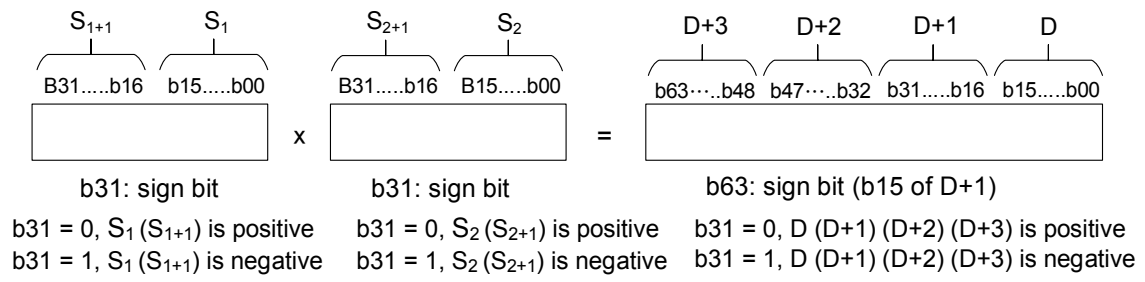 S₁₊₁ S₁ S₂₊₁ S₂ D+3 D+2 D+1 D
B31.....b16 b15.....b00 B31.....b16 B15.....b00 b63·····b48 b47·····b32 b31.....b16 b15.....b00
x =
b31: sign bit b31: sign bit b63: sign bit (b15 of D+1)
b31 = 0, S₁ (S₁₊₁) is positive b31 = 0, S₂ (S₂₊₁) is positive b31 = 0, D (D+1) (D+2) (D+3) is positive
b31 = 1, S₁ (S₁₊₁) is negative b31 = 1, S₂ (S₂₊₁) is negative b31 = 1, D (D+1) (D+2) (D+3) is negative